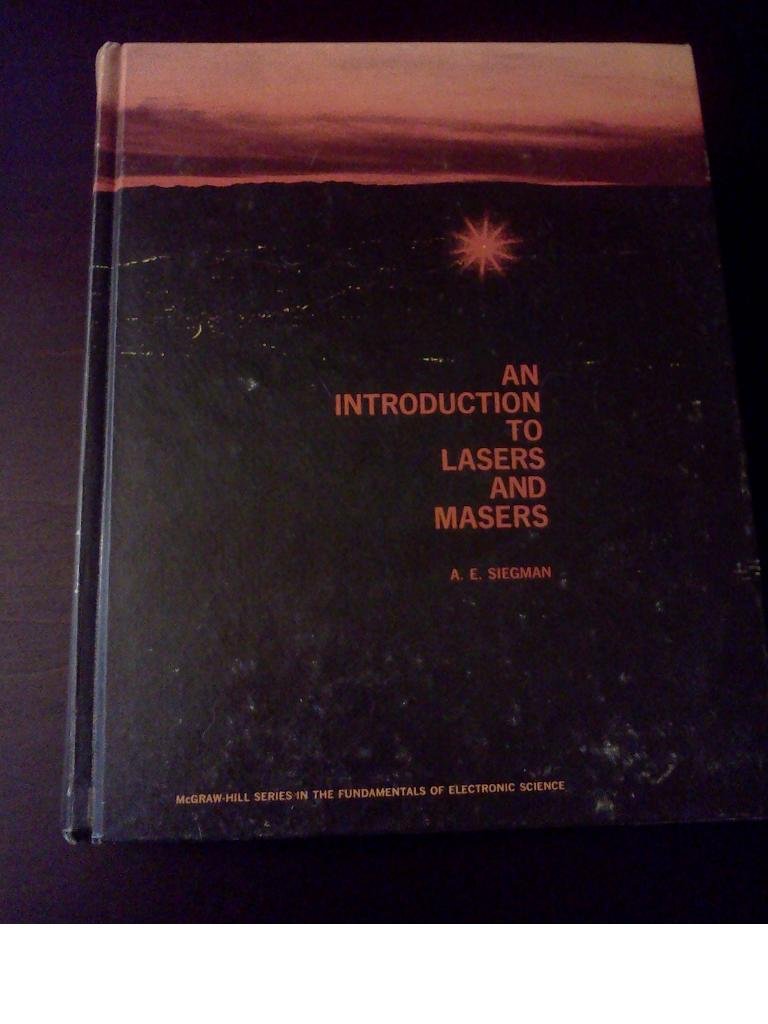 AN
INTRODUCTION
TO
LASERS
AND
MASERS
A. E. SIEGMAN
McGRAW-HILL SERIES IN THE FUNDAMENTALS OF ELECTRONIC SCIENCE